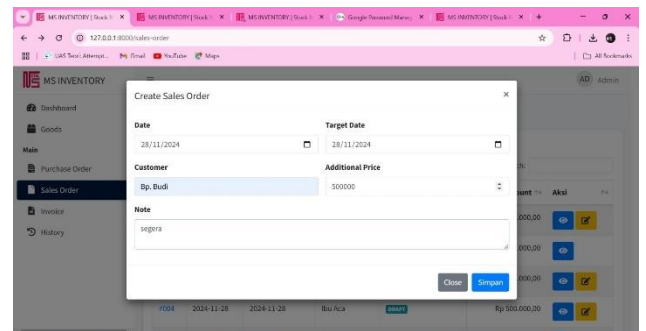 MS INVENTORY | Stock
MS INVENTORY | Stock
MS INVENTORY | Stock
Google Password Manag
MS INVENTORY | Stock
127.0.0.1:8000/sales-order
UAS Teori: Attempt...
Gmail
YouTube
Maps
All Bookmarks
MS INVENTORY
AD Admin
Dashboard
Goods
Main
Purchase Order
Sales Order
Invoice
History
Create Sales Order
Date
Target Date
28/11/2024
28/11/2024
Customer
Additional Price
Bp. Budi
500000
Note
segera
Close
Simpan
Aksi
.000,00
.000,00
.000,00
#004 2024-11-28 2024-11-28 Ibu Aca DRAFT Rp 500.000,00